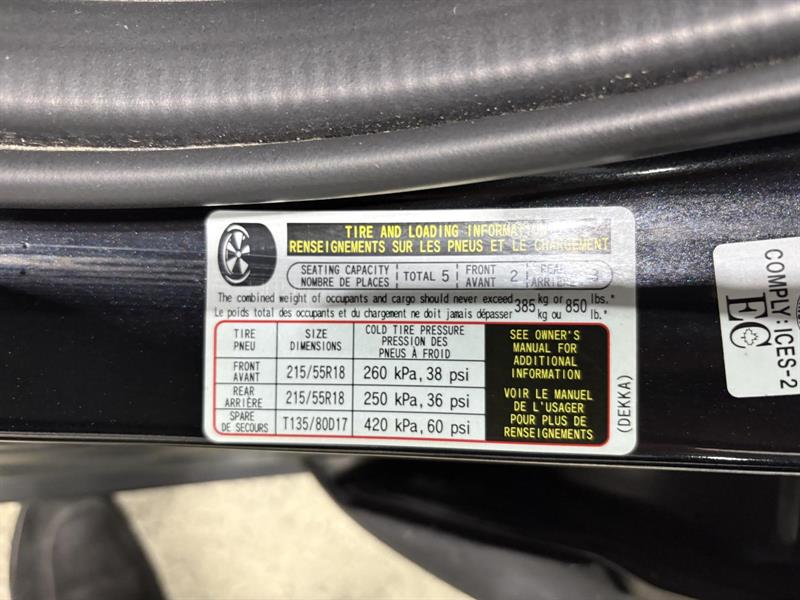 TIRE AND LOADING INFORMATION
RENSEIGNEMENTS SUR LES PNEUS ET LE CHARGEMENT
SEATING CAPACITY
NOMBRE DE PLACES
TOTAL 5
FRONT
AVANT
2
REAR
ARRIÈRE
3
The combined weight of occupants and cargo should never exceed 385 kg or 850 lbs.*
Le poids total des occupants et du chargement ne doit jamais dépasser kg ou lb.*
TIRE
PNEU
SIZE
DIMENSIONS
COLD TIRE PRESSURE
PRESSION DES
PNEUS À FROID
FRONT
AVANT
215/55R18
260 kPa, 38 psi
REAR
ARRIÈRE
215/55R18
250 kPa, 36 psi
SPARE
DE SECOURS
T135/80D17
420 kPa, 60 psi
SEE OWNER'S
MANUAL FOR
ADDITIONAL
INFORMATION
VOIR LE MANUEL
DE L'USAGER
POUR PLUS DE
RENSEIGNEMENTS
(DEKKA)
COMPLY:ICES-2
EC